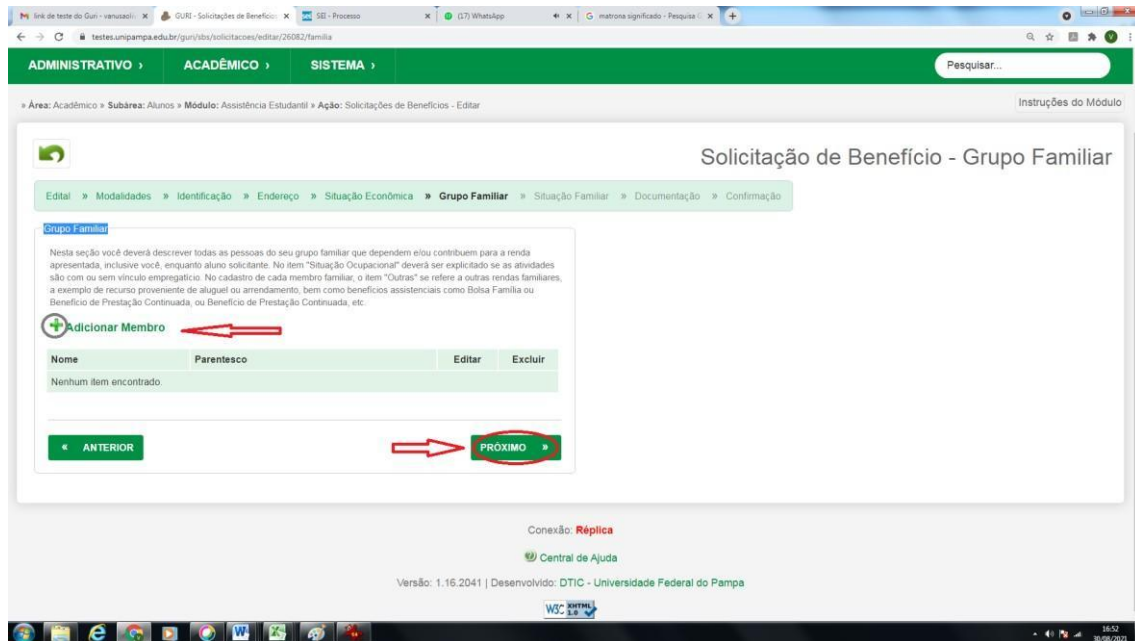 link de teste do Guri - vanusaoli
GURI - Solicitações de Benefícios
SEI - Processo
(17) WhatsApp
matrona significado - Pesquisa G
testes.unipampa.edu.br/guri/sbs/solicitacoes/editar/26082/familia
ADMINISTRATIVO › ACADÊMICO › SISTEMA ›
Pesquisar...
» Área: Acadêmico » Subárea: Alunos » Módulo: Assistência Estudantil » Ação: Solicitações de Benefícios - Editar
Instruções do Módulo
Solicitação de Benefício - Grupo Familiar
Edital » Modalidades » Identificação » Endereço » Situação Econômica » Grupo Familiar » Situação Familiar » Documentação » Confirmação
Grupo Familiar
Nesta seção você deverá descrever todas as pessoas do seu grupo familiar que dependem e/ou contribuem para a renda
apresentada, inclusive você, enquanto aluno solicitante. No item "Situação Ocupacional" deverá ser explicitado se as atividades
são com ou sem vínculo empregatício. No cadastro de cada membro familiar, o item "Outras" se refere a outras rendas familiares,
a exemplo de recurso proveniente de aluguel ou arrendamento, bem como benefícios assistenciais como Bolsa Família ou
Benefício de Prestação Continuada, ou Benefício de Prestação Continuada, etc.
Adicionar Membro
Nome Parentesco Editar Excluir
Nenhum item encontrado.
« ANTERIOR
PRÓXIMO »
Conexão: Réplica
Central de Ajuda
Versão: 1.16.2041 | Desenvolvido: DTIC - Universidade Federal do Pampa
W3C XHTML 1.0
16:52
30/08/2021